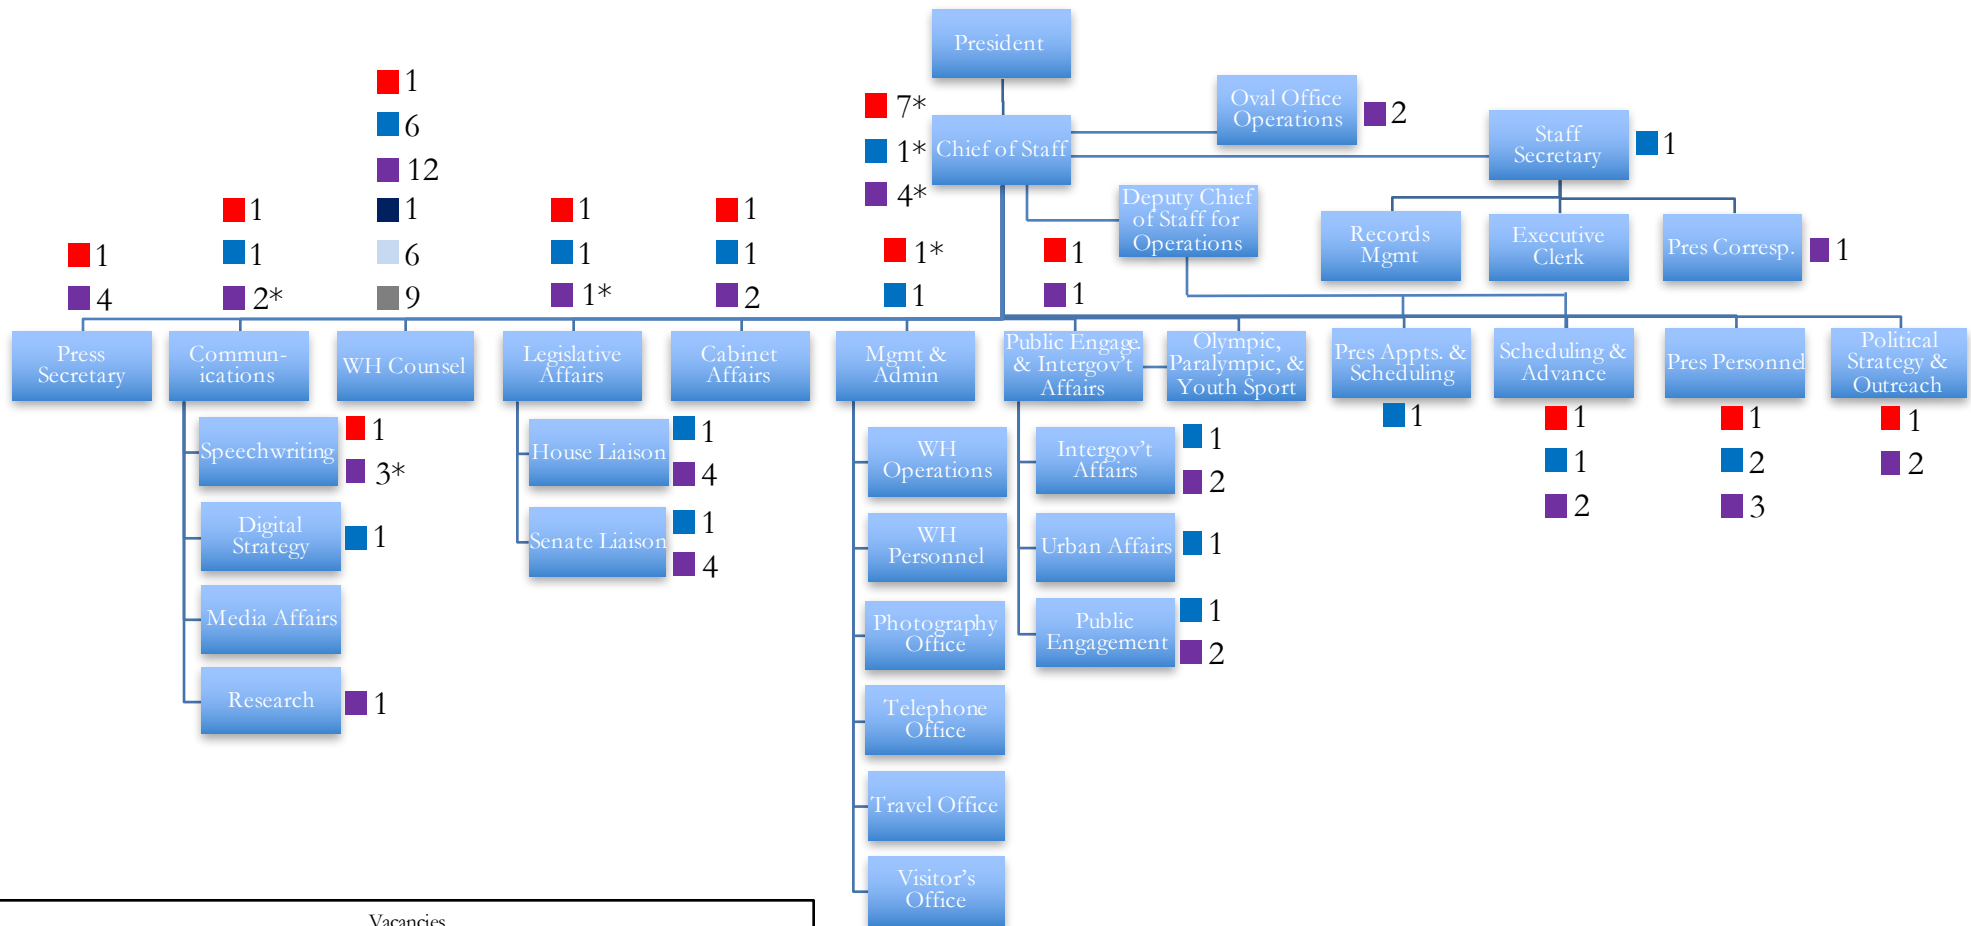 President
1
6
12
1
6
9
7*
1*
4*
Chief of Staff
Oval Office
Operations
2
Staff
Secretary
1
Deputy Chief
of Staff for
Operations
Records
Mgmt
Executive
Clerk
Pres Corresp.
1
1
4
1
1
2*
1
1
1*
1
1
2
1*
1
1
1
Press
Secretary
Commun-
ications
WH Counsel
Legislative
Affairs
Cabinet
Affairs
Mgmt &
Admin
Public Engage.
& Intergov't
Affairs
Olympic,
Paralympic, &
Youth Sport
Pres Appts. &
Scheduling
Scheduling &
Advance
Pres Personnel
Political
Strategy &
Outreach
1
1
1
2
1
2
3
1
2
Speechwriting
1
3*
Digital
Strategy
1
Media Affairs
Research
1
House Liaison
1
4
Senate Liaison
1
4
WH
Operations
WH
Personnel
Photography
Office
Telephone
Office
Travel Office
Visitor's
Office
Intergov't
Affairs
1
2
Urban Affairs
1
Public
Engagement
1
2
Vacancies